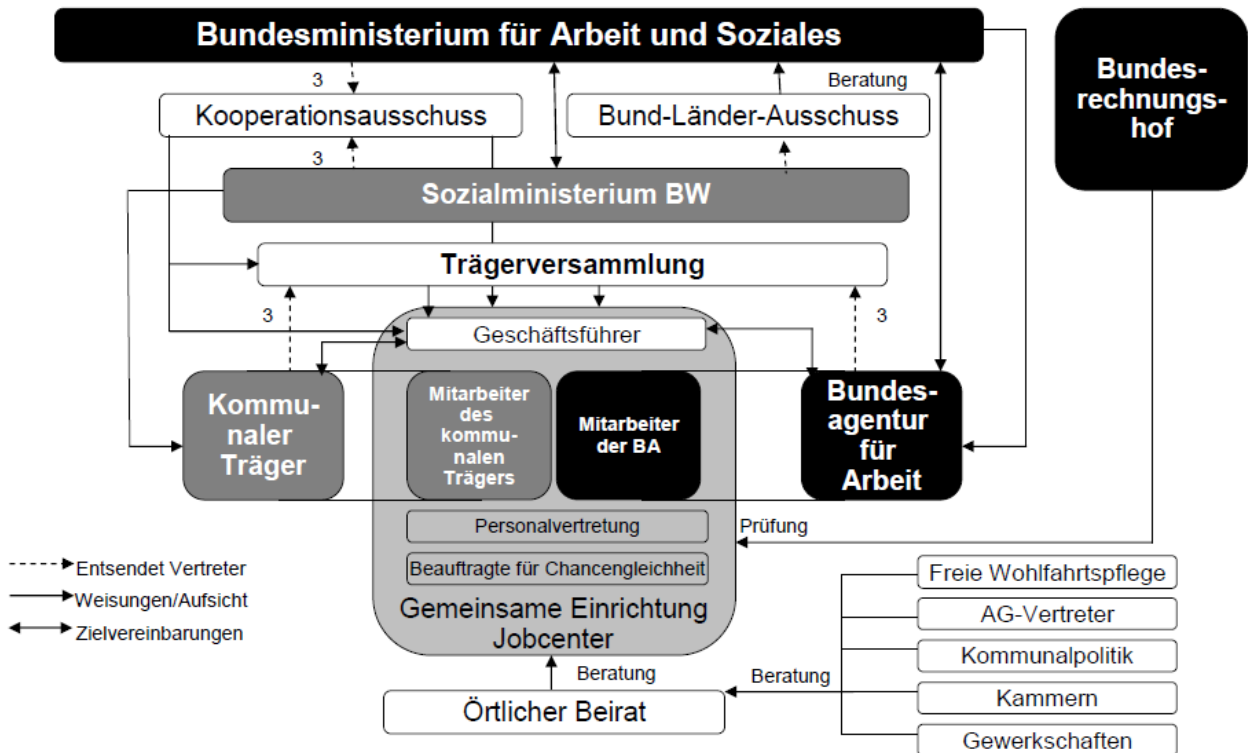 Bundesministerium für Arbeit und Soziales
Bundes-
rechnungs-
hof
3
Beratung
Kooperationsausschuss
Bund-Länder-Ausschuss
3
Sozialministerium BW
Trägerversammlung
3
3
Geschäftsführer
Kommu-
naler
Träger
Mitarbeiter
des
kommu-
nalen
Trägers
Mitarbeiter
der BA
Bundes-
agentur
für
Arbeit
Personalvertretung
Prüfung
Beauftragte für Chancengleichheit
Gemeinsame Einrichtung
Jobcenter
Entsendet Vertreter
Weisungen/Aufsicht
Zielvereinbarungen
Freie Wohlfahrtspflege
AG-Vertreter
Kommunalpolitik
Kammern
Gewerkschaften
Beratung
Beratung
Örtlicher Beirat